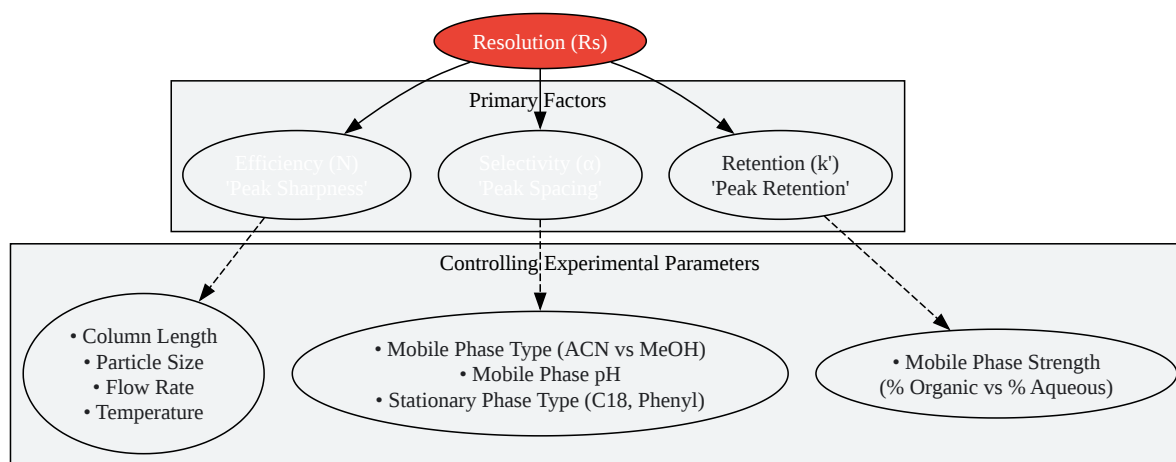 Resolution (Rs)
Primary Factors
Efficiency (N)
'Peak Sharpness'
Selectivity (α)
'Peak Spacing'
Retention (k')
'Peak Retention'
Controlling Experimental Parameters
• Column Length
• Particle Size
• Flow Rate
• Temperature
• Mobile Phase Type (ACN vs MeOH)
• Mobile Phase pH
• Stationary Phase Type (C18, Phenyl)
• Mobile Phase Strength
(% Organic vs % Aqueous)